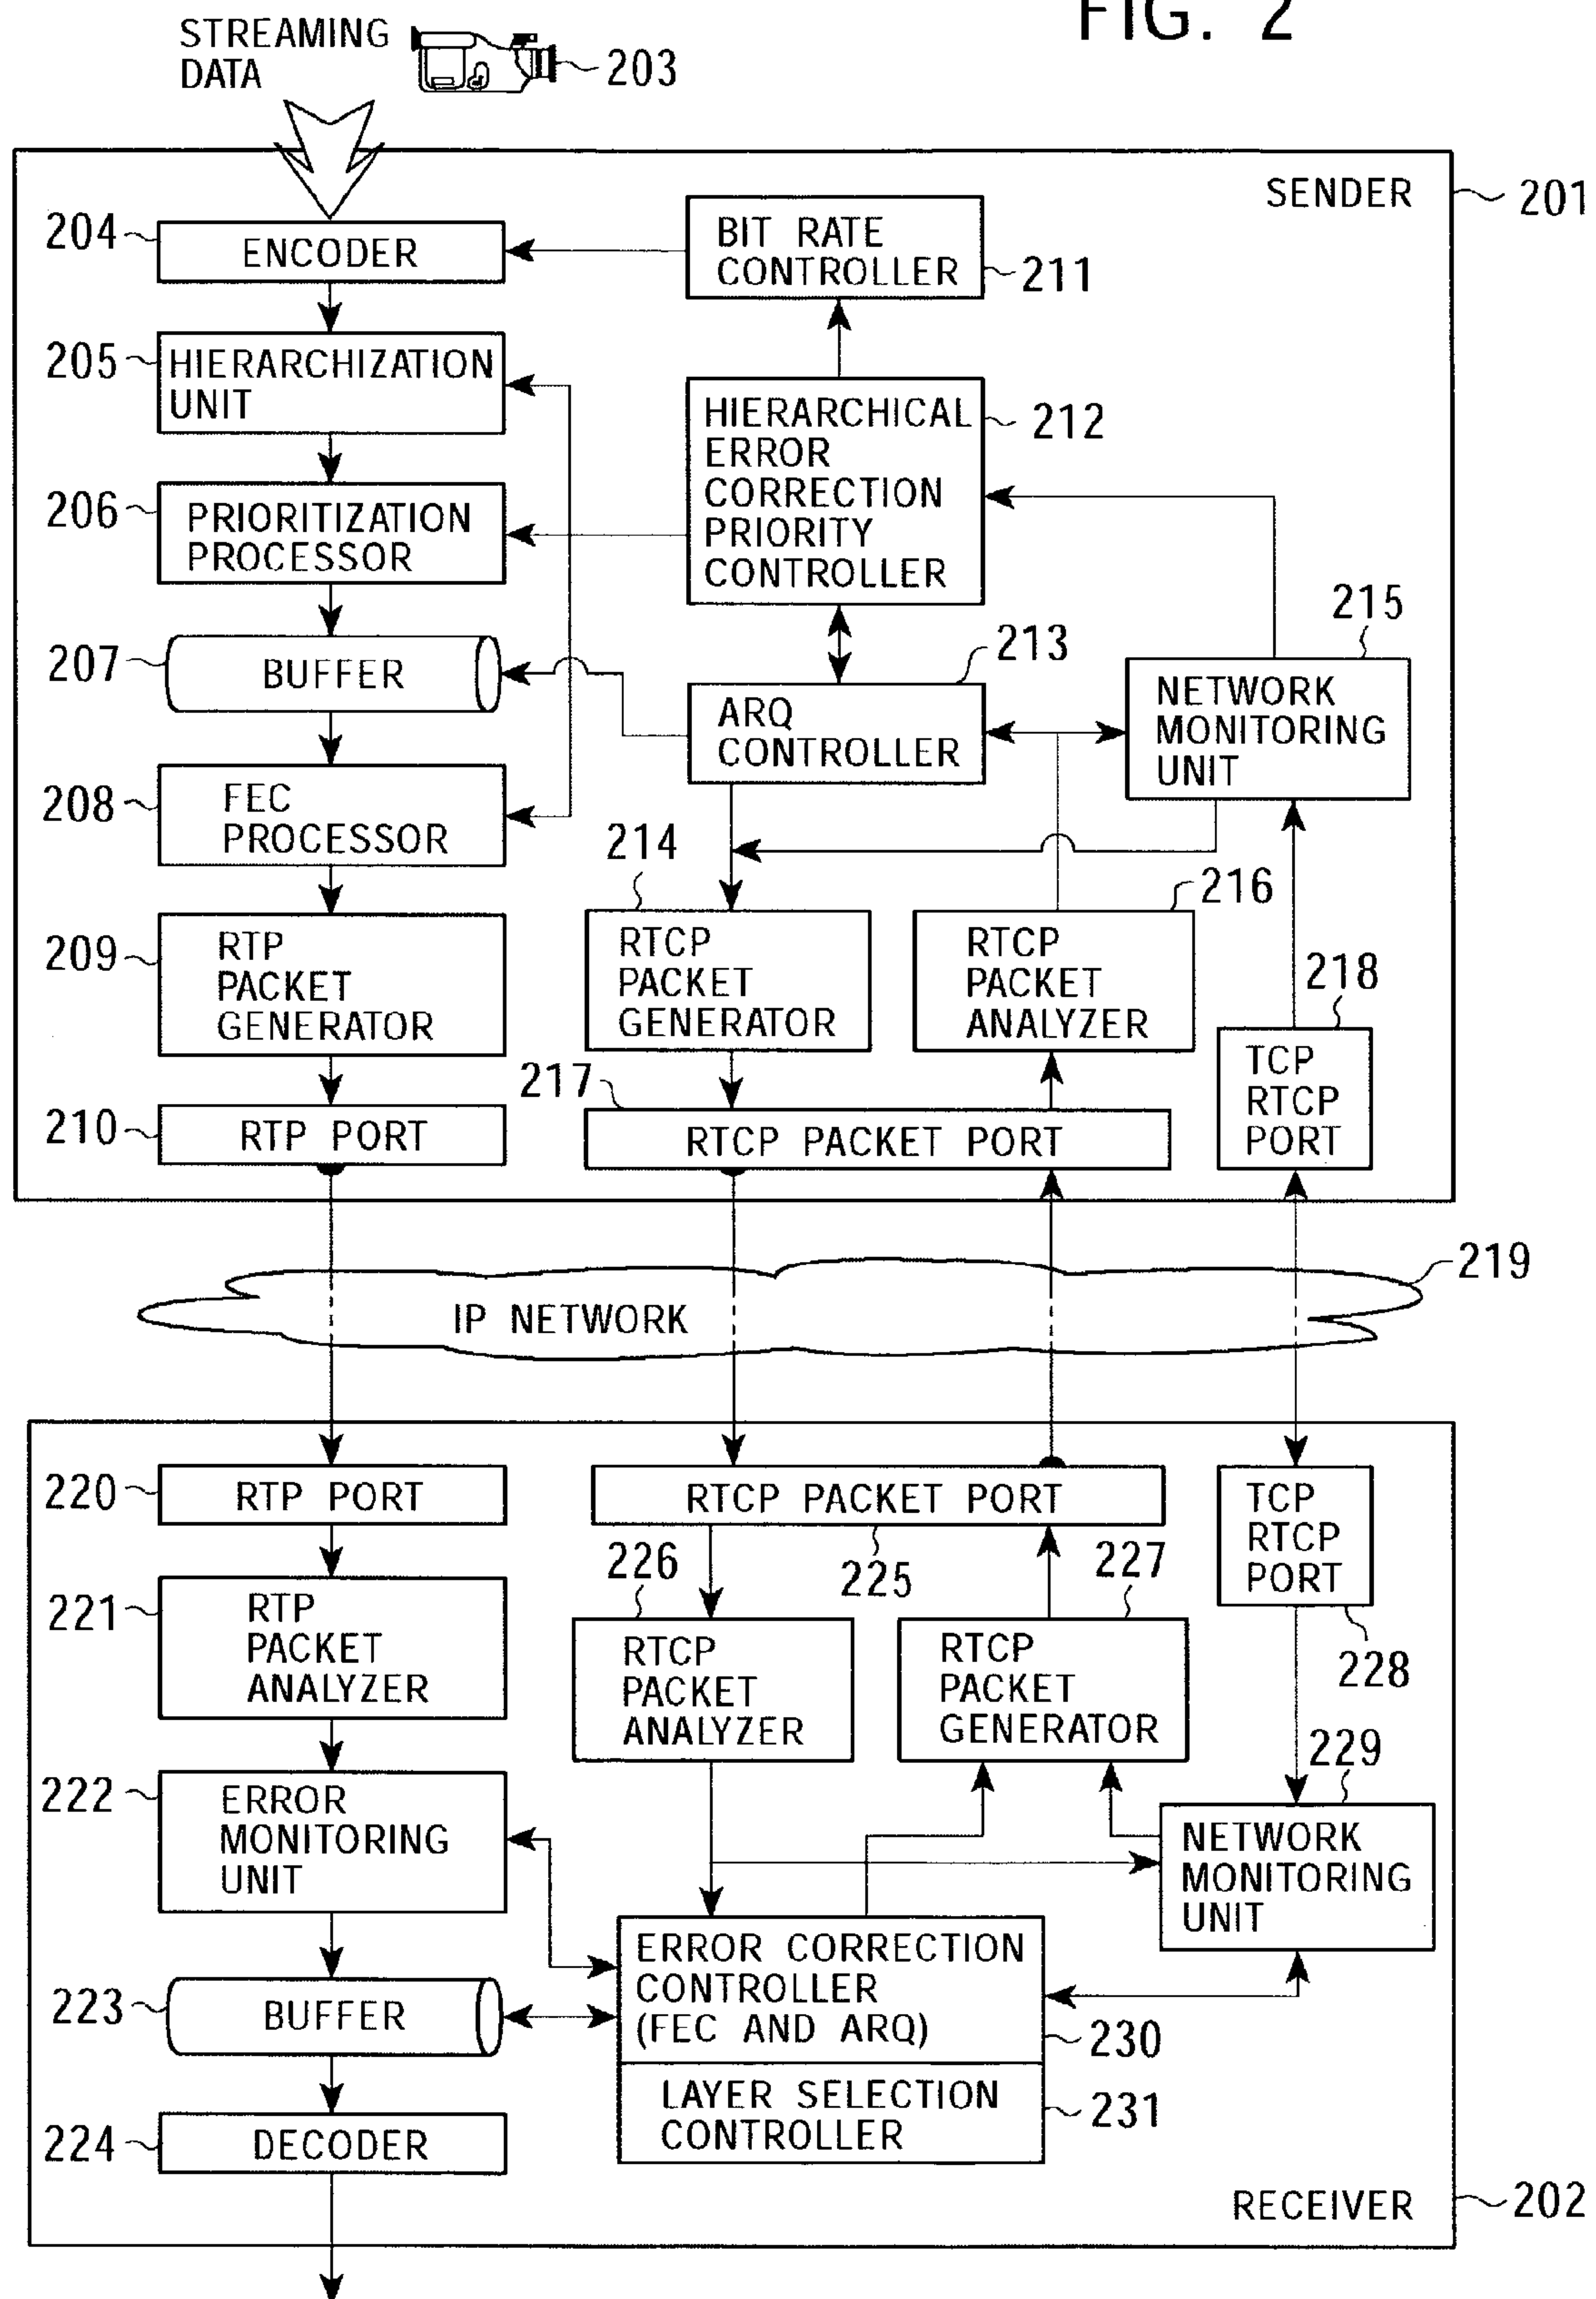 FIG. 2
STREAMING
DATA
203
SENDER
201
204
ENCODER
BIT RATE
CONTROLLER
211
205
HIERARCHIZATION
UNIT
HIERARCHICAL
ERROR
CORRECTION
PRIORITY
CONTROLLER
212
206
PRIORITIZATION
PROCESSOR
207
BUFFER
213
ARQ
CONTROLLER
215
NETWORK
MONITORING
UNIT
208
FEC
PROCESSOR
214
216
209
RTP
PACKET
GENERATOR
RTCP
PACKET
GENERATOR
RTCP
PACKET
ANALYZER
218
TCP
RTCP
PORT
217
210
RTP PORT
RTCP PACKET PORT
219
IP NETWORK
220
RTP PORT
RTCP PACKET PORT
TCP
RTCP
PORT
226
225
227
228
221
RTP
PACKET
ANALYZER
RTCP
PACKET
ANALYZER
RTCP
PACKET
GENERATOR
229
222
ERROR
MONITORING
UNIT
NETWORK
MONITORING
UNIT
223
BUFFER
ERROR CORRECTION
CONTROLLER
(FEC AND ARQ)
230
LAYER SELECTION
CONTROLLER
231
224
DECODER
RECEIVER
202